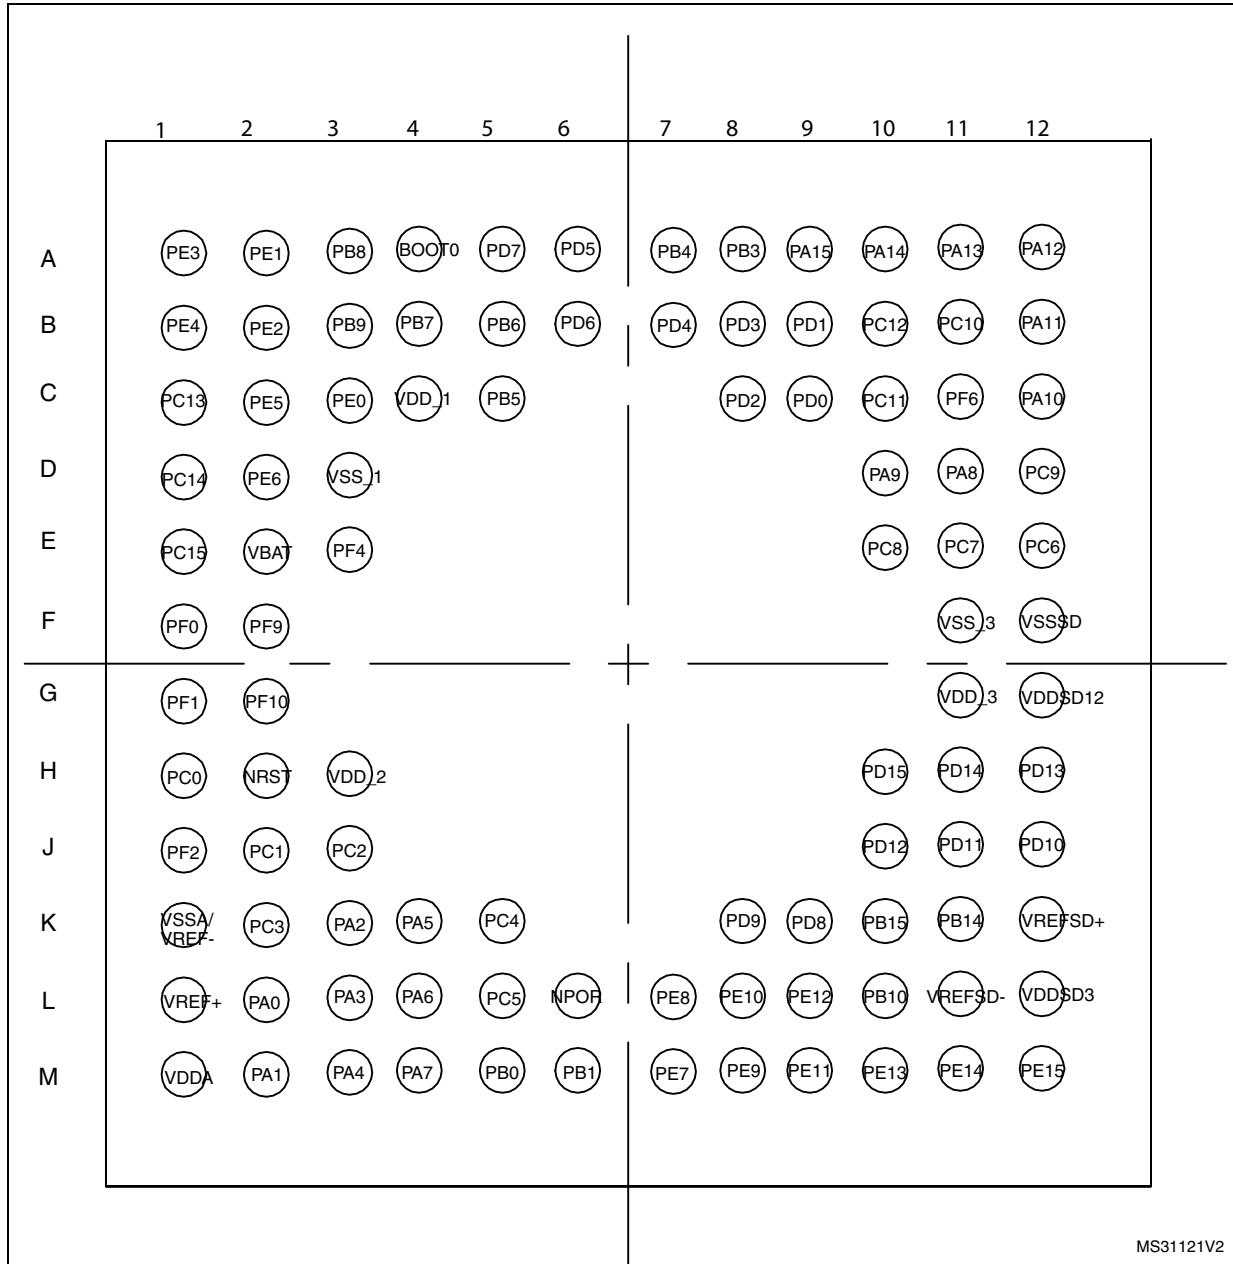 1 2 3 4 5 6 7 8 9 10 11 12
A PE3 PE1 PB8 BOOT0 PD7 PD5 PB4 PB3 PA15 PA14 PA13 PA12
B PE4 PE2 PB9 PB7 PB6 PD6 PD4 PD3 PD1 PC12 PC10 PA11
C PC13 PE5 PE0 VDD_1 PB5 PD2 PD0 PC11 PF6 PA10
D PC14 PE6 VSS_1 PA9 PA8 PC9
E PC15 VBAT PF4 PC8 PC7 PC6
F PF0 PF9 VSS_3 VSSSD
G PF1 PF10 VDD_3 VDDSD12
H PC0 NRST VDD_2 PD15 PD14 PD13
J PF2 PC1 PC2 PD12 PD11 PD10
K VSSA/ PC3 PA2 PA5 PC4 PD9 PD8 PB15 PB14 VREFSD+
VREF-
L VREF+ PA0 PA3 PA6 PC5 NPOR PE8 PE10 PE12 PB10 VREFSD- VDDSD3
M VDDA PA1 PA4 PA7 PB0 PB1 PE7 PE9 PE11 PE13 PE14 PE15
MS31121V2